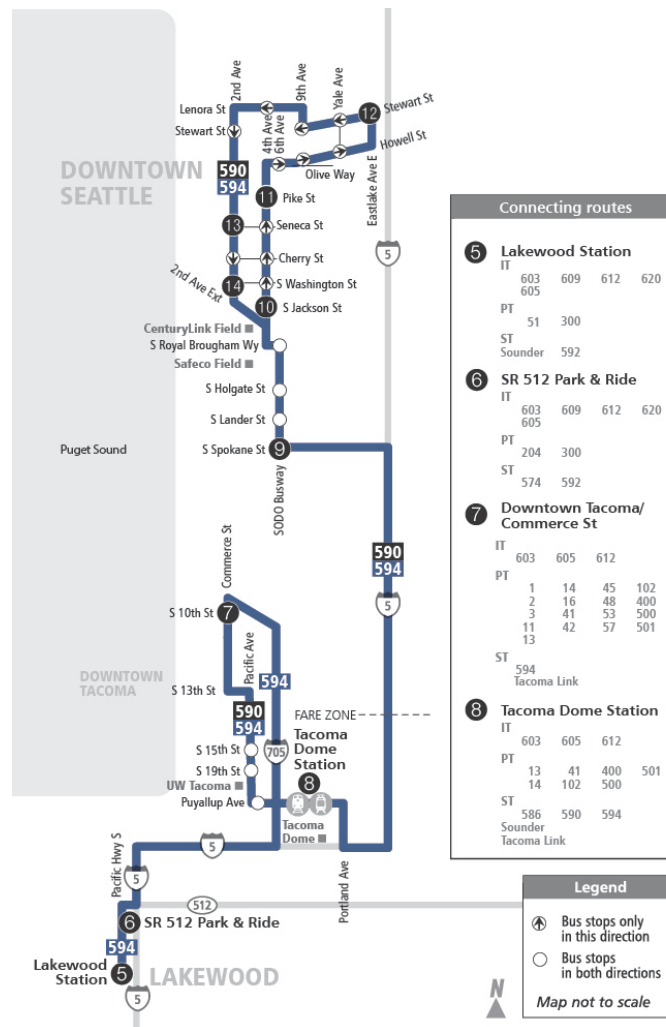 2nd Ave
9th Ave
Yale Ave
Lenora St
12
Stewart St
Stewart St
4th Ave
6th Ave
Howell St
Olive Way
DOWNTOWN
SEATTLE
590
594
11
Pike St
Eastlake Ave E
13
Seneca St
5
Cherry St
14
S Washington St
2nd Ave Ext
10
S Jackson St
CenturyLink Field
S Royal Brougham Wy
Safeco Field
S Holgate St
S Lander St
Puget Sound
S Spokane St
9
SODO Busway
590
594
5
Commerce St
S 10th St
7
Pacific Ave
594
DOWNTOWN
TACOMA
S 13th St
590
594
FARE ZONE
Tacoma
Dome
Station
8
S 15th St
705
S 19th St
UW Tacoma
Puyallup Ave
Tacoma
Dome
Portland Ave
Pacific Hwy S
5
5
512
6
SR 512 Park & Ride
594
Lakewood
Station
5
LAKEWOOD
5
N
Connecting routes
5 Lakewood Station
IT
603 609 612 620
605
PT
51 300
ST
Sounder 592
6 SR 512 Park & Ride
IT
603 609 612 620
605
PT
204 300
ST
574 592
7 Downtown Tacoma/
Commerce St
IT
603 605 612
PT
1 14 45 102
2 16 48 400
3 41 53 500
11 42 57 501
13
ST
594
Tacoma Link
8 Tacoma Dome Station
IT
603 605 612
PT
13 41 400 501
14 102 500
ST
586 590 594
Sounder
Tacoma Link
Legend
Bus stops only
in this direction
Bus stops
in both directions
Map not to scale